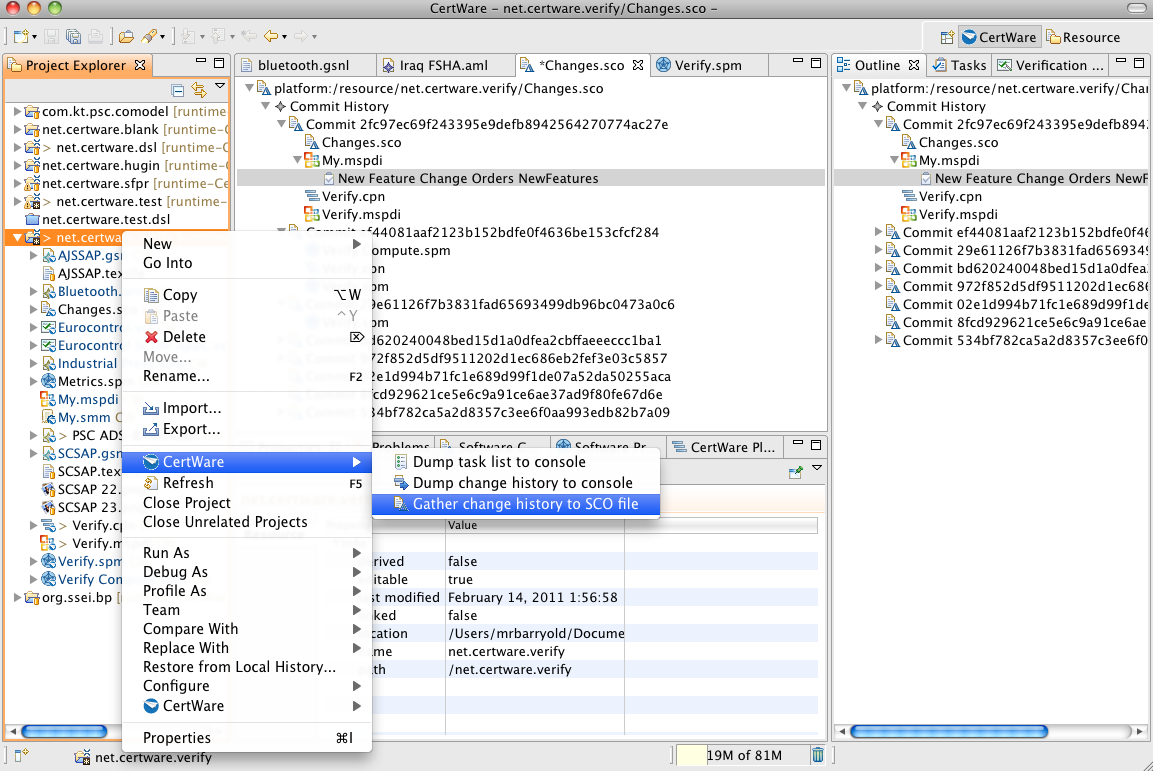 CertWare – net.certware.verify/Changes.sco –
CertWare
Resource
Project Explorer
com.kt.psc.comodel [runtime
net.certware.blank [runtime-C
> net.certware.dsl [runtime-C
net.certware.hugin [runtime-
net.certware.sfpr [runtime-Ce
> net.certware.test [runtime-
net.certware.test.dsl
> net.certwa
AJSSAP.gsn
AJSSAP.tex
Bluetooth.
Changes.s
Eurocontro
Eurocontro
Industrial
Metrics.sp
My.mspdi
My.smm
> PSC ADS
SCSAP.gsn
SCSAP.tex
SCSAP 22.
SCSAP 23.
> Verify.cp
> Verify.m
Verify.spm
Verify Con
org.ssei.bp
New
Go Into
Copy ⌥W
Paste ^Y
Delete ⌦
Move...
Rename... F2
Import...
Export...
CertWare
Refresh F5
Close Project
Close Unrelated Projects
Run As
Debug As
Profile As
Team
Compare With
Replace With
Restore from Local History...
Configure
CertWare
Properties ⌘I
Dump task list to console
Dump change history to console
Gather change history to SCO file
bluetooth.gsnl
Iraq FSHA.aml
*Changes.sco
Verify.spm
platform:/resource/net.certware.verify/Changes.sco
Commit History
Commit 2fc97ec69f243395e9defb8942564270774ac27e
Changes.sco
My.mspdi
New Feature Change Orders NewFeatures
Verify.cpn
Verify.mspdi
Commit ef44081aaf2123b152bdfe0f4636be153cfcf284
compute.spm
.cpn
pm
9e61126f7b3831fad65693499db96bc0473a0c6
pm
d620240048bed15d1a0dfea2cbffaeeeccc1ba1
972f852d5df9511202d1ec686eb2fef3e03c5857
2e1d994b71fc1e689d99f1de07a52da50255aca
fcd929621ce5e6c9a91ce6ae37ad9f80fe67d6e
34bf782ca5a2d8357c3ee6f0aa993edb82b7a09
Problems
Software C
Software Pr...
CertWare Pl...
Value
rived false
itable true
st modified February 14, 2011 1:56:58
ked false
cation /Users/mrbarryold/Docume
me net.certware.verify
ath /net.certware.verify
Outline
Tasks
Verification ...
platform:/resource/net.certware.verify/Char
Commit History
Commit 2fc97ec69f243395e9defb894
Changes.sco
My.mspdi
New Feature Change Orders NewF
Verify.cpn
Verify.mspdi
Commit ef44081aaf2123b152bdfe0f4
Commit 29e61126f7b3831fad6569349
Commit bd620240048bed15d1a0dfea
Commit 972f852d5df9511202d1ec68
Commit 02e1d994b71fc1e689d99f1de
Commit 8fcd929621ce5e6c9a91ce6ae
Commit 534bf782ca5a2d8357c3ee6f0
net.certware.verify
19M of 81M